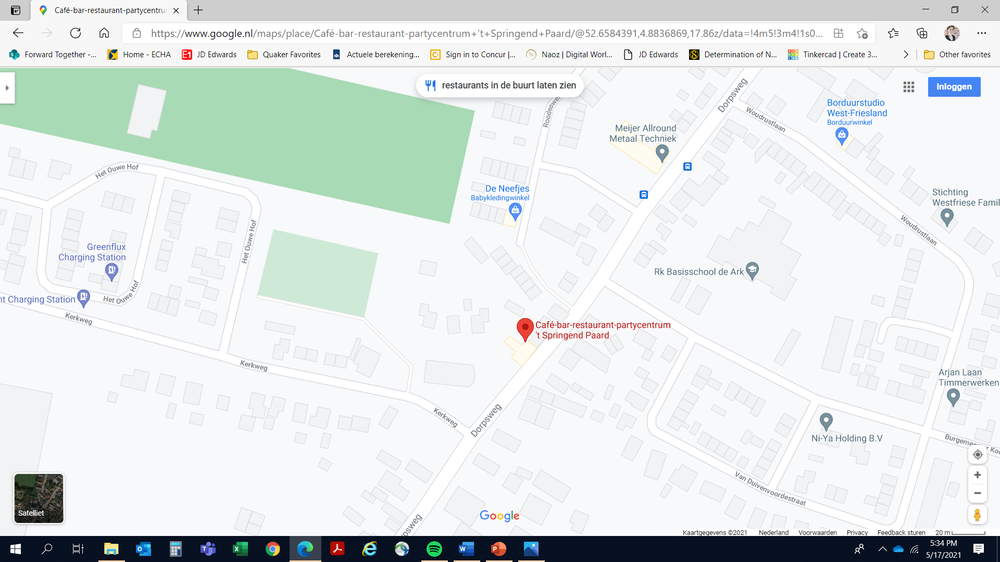 Café-bar-restaurant-partycentru
https://www.google.nl/maps/place/Café-bar-restaurant-partycentrum+'t+Springend+Paard/@52.6584391,4.8836869,17.86z/data=!4m5!3m4!1s0...
Forward Together -...
Home - ECHA
JD Edwards
Quaker Favorites
Actuele berekening...
Sign in to Concur |...
Naoz | Digital Worl...
JD Edwards
Determination of N...
Tinkercad | Create 3...
Other favorites
restaurants in de buurt laten zien
Inloggen
Dorpsweg
Roodeswe
Woudrustlaan
Borduurstudio
West-Friesland
Borduurwinkel
Meijer Allround
Metaal Techniek
Het Ouwe Hof
De Neefjes
Babykledingwinkel
Stichting
Westfriese Famil
Woudrustlaan
Het Ouwe Hof
Greenflux
Charging Station
Rk Basisschool de Ark
Het Ouwe Hof
nt Charging Station
Kerkweg
Café-bar-restaurant-partycentrum
't Springend Paard
Kerkweg
Arjan Laan
Timmerwerken
Kerkweg
Dorpsweg
Ni-Ya Holding B.V
Van Duivenvoordestraat
Satelliet
Google
Kaartgegevens ©2021
Nederland
Voorwaarden
Privacy
Feedback sturen
20 m
5:34 PM
5/17/2021